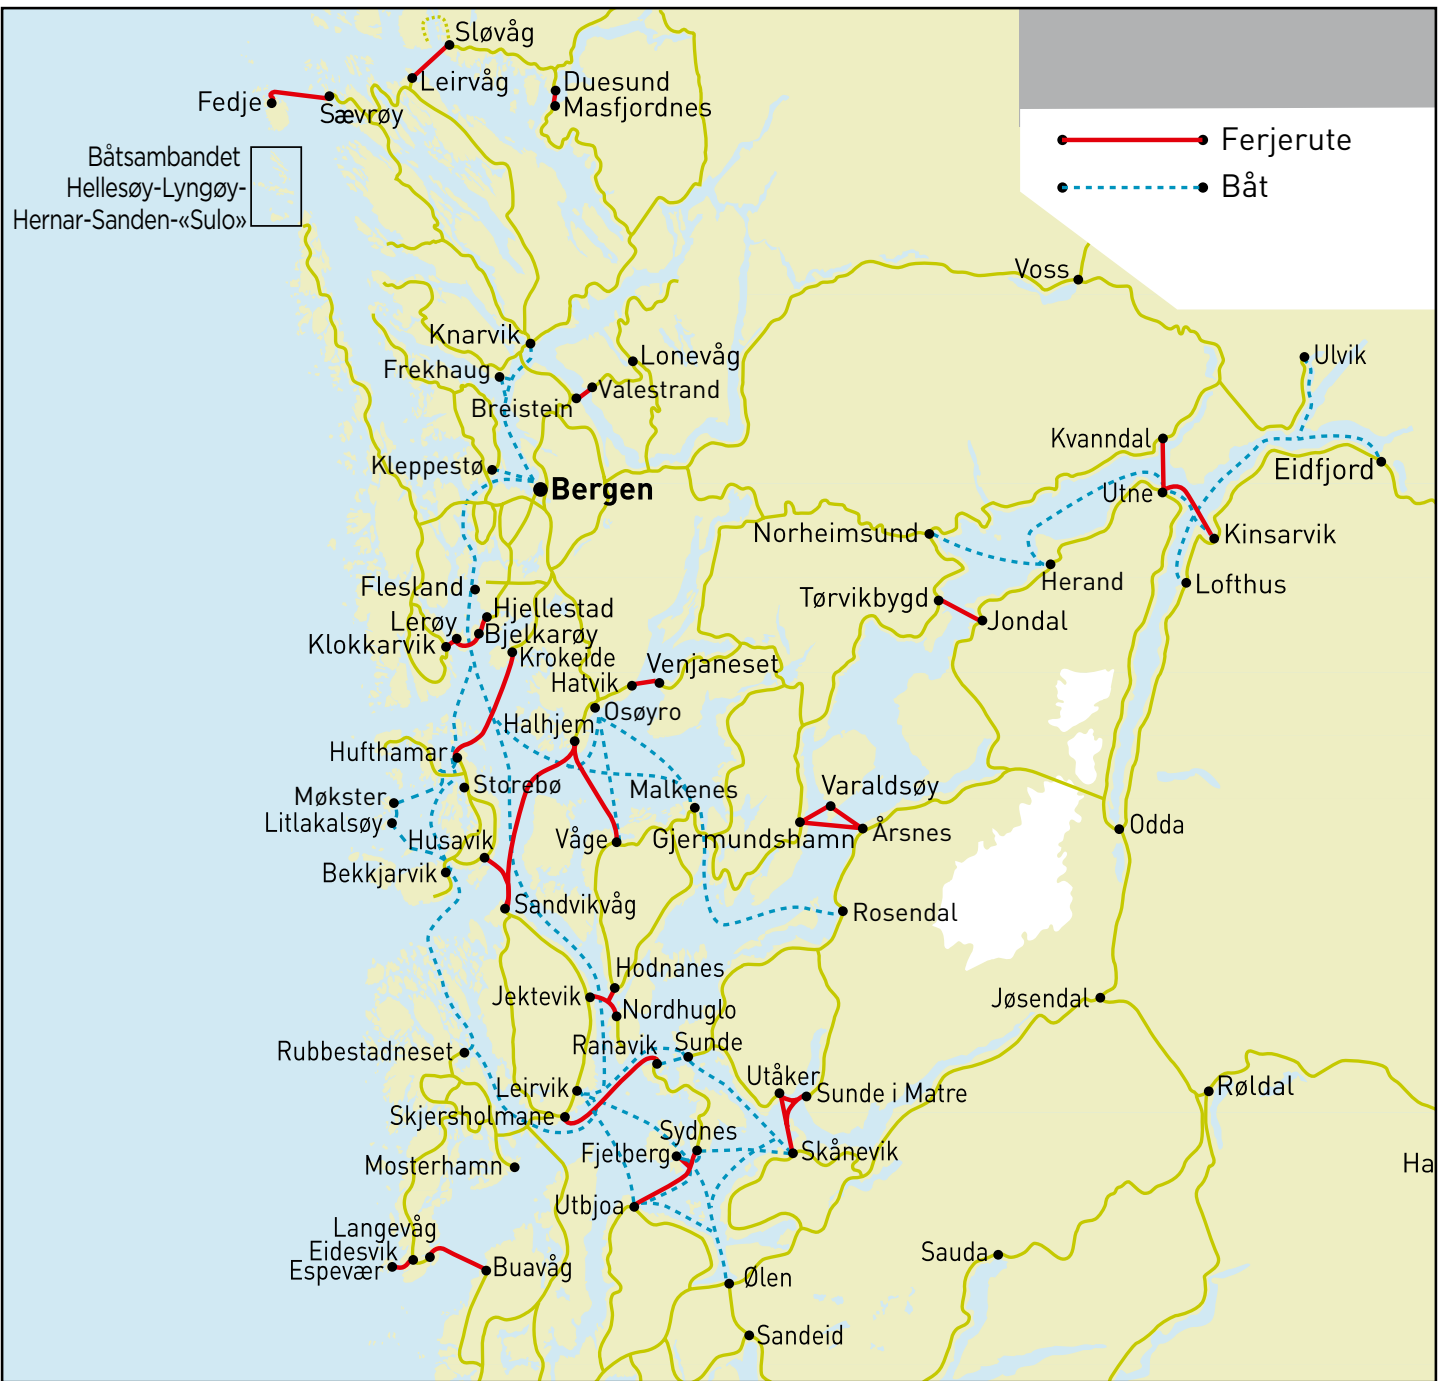 Sløvåg
Leirvåg
Duesund
Masfjordnes
Fedje
Sævrøy
Båtsambandet
Hellesøy-Lyngøy-
Hernar-Sanden-«Sulo»
Ferjerute
Båt
Voss
Knarvik
Frekhaug
Lonevåg
Valestrand
Breistein
Ulvik
Kvanndal
Kleppestø
Eidfjord
Bergen
Utne
Norheimsund
Kinsarvik
Herand
Lofthus
Flesland
Tørvikbygd
Hjellestad
Lerøy
Bjelkarøy
Jondal
Klokkarvik
Krokeide
Venjaneset
Hatvik
Osøyro
Halhjem
Hufthamar
Storebø
Varaldsøy
Malkenes
Møkster
Litlakalsøy
Husavik
Våge
Gjermundshamn
Årsnes
Odda
Bekkjarvik
Sandvikvåg
Rosendal
Hodnanes
Jektevik
Nordhuglo
Jøsendal
Ranavik
Sunde
Rubbestadneset
Utåker
Leirvik
Sunde i Matre
Røldal
Skjersholmane
Sydnes
Fjelberg
Skånevik
Mosterhamn
Ha
Utbjoa
Langevåg
Eidesvik
Espevær
Buavåg
Sauda
Ølen
Sandeid